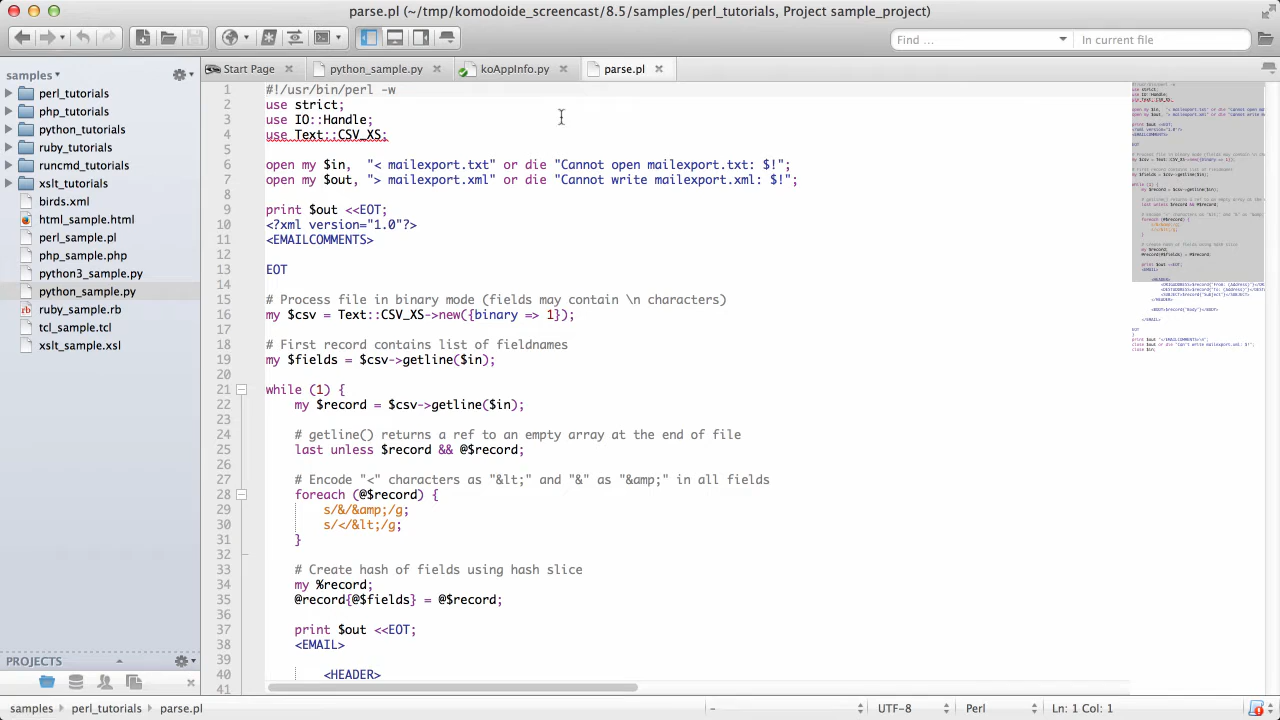 parse.pl (~/tmp/komodoide_screencast/8.5/samples/perl_tutorials, Project sample_project)
Find ...
In current file
samples
Start Page
python_sample.py
koAppInfo.py
parse.pl
perl_tutorials
php_tutorials
python_tutorials
ruby_tutorials
runcmd_tutorials
xslt_tutorials
html_sample.html
perl_sample.pl
python3_sample.py
python_sample.py
ruby_sample.rb
tcl_sample.tcl
xslt_sample.xsl
1 #!/usr/bin/perl -w
2 use strict;
3 use IO::Handle;
4 use Text::CSV_XS;
5
6 open my $in, "< mailexport.txt" or die "Cannot open mailexport.txt: $!";
7 open my $out, "> mailexport.xml" or die "Cannot write mailexport.xml: $!";
8
9 print $out <<EOT;
10 <?xml version="1.0"?>
11 <EMAILCOMMENTS>
12
13 EOT
14
15 # Process file in binary mode (fields may contain \n characters)
16 my $csv = Text::CSV_XS->new({binary => 1});
17
18 # First record contains list of fieldnames
19 my $fields = $csv->getline($in);
20
21 while (1) {
22 my $record = $csv->getline($in);
23
24 # getline() returns a ref to an empty array at the end of file
25 last unless $record && @$record;
26
27 # Encode "<" characters as "&lt;" and "&" as "&amp;" in all fields
28 foreach (@$record) {
29 s/&/&amp;/g;
30 s/</&lt;/g;
31 }
32
33 # Create hash of fields using hash slice
34 my %record;
35 @record{@$fields} = @$record;
36
37 print $out <<EOT;
38 <EMAIL>
39
40 <HEADER>
41
PROJECTS
samples perl_tutorials parse.pl
UTF-8
Perl
Ln: 1 Col: 1